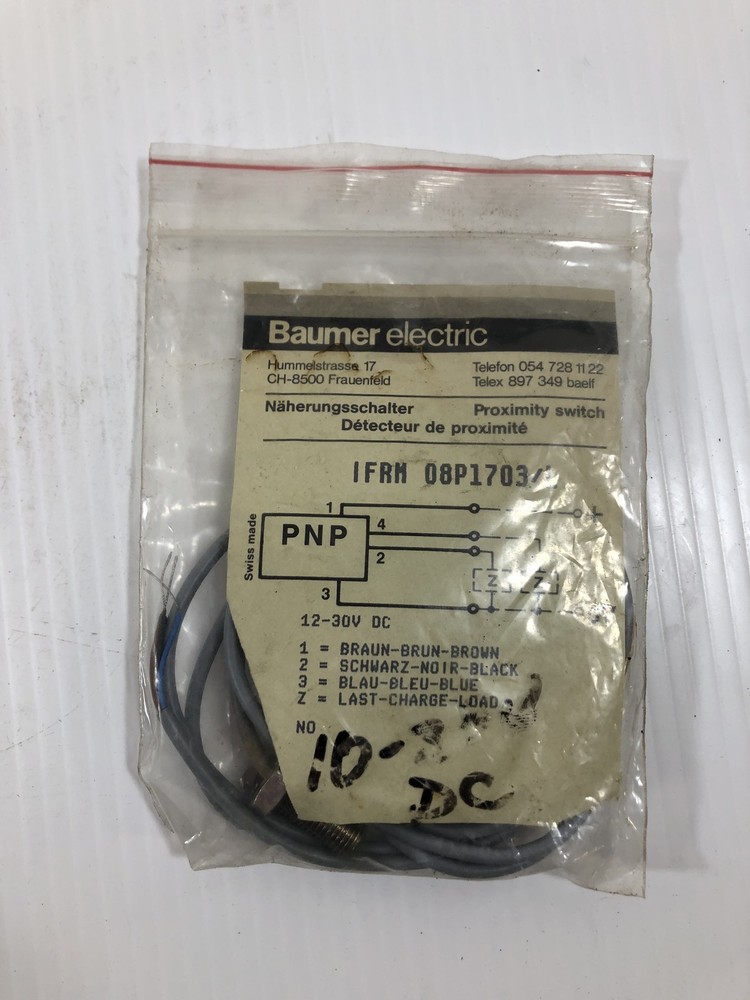 Baumer electric
Hummelstrasse 17 Telefon 054 728 11 22
CH-8500 Frauenfeld Telex 897 349 baelf
Näherungsschalter Proximity switch
Détecteur de proximité
IFRM 08P1703/
Swiss made
PNP
1
4
2
3
Z Z
+
12-30V DC
1 = BRAUN-BRUN-BROWN
2 = SCHWARZ-NOIR-BLACK
3 = BLAU-BLEU-BLUE
Z = LAST-CHARGE-LOAD
NO
10-
DC